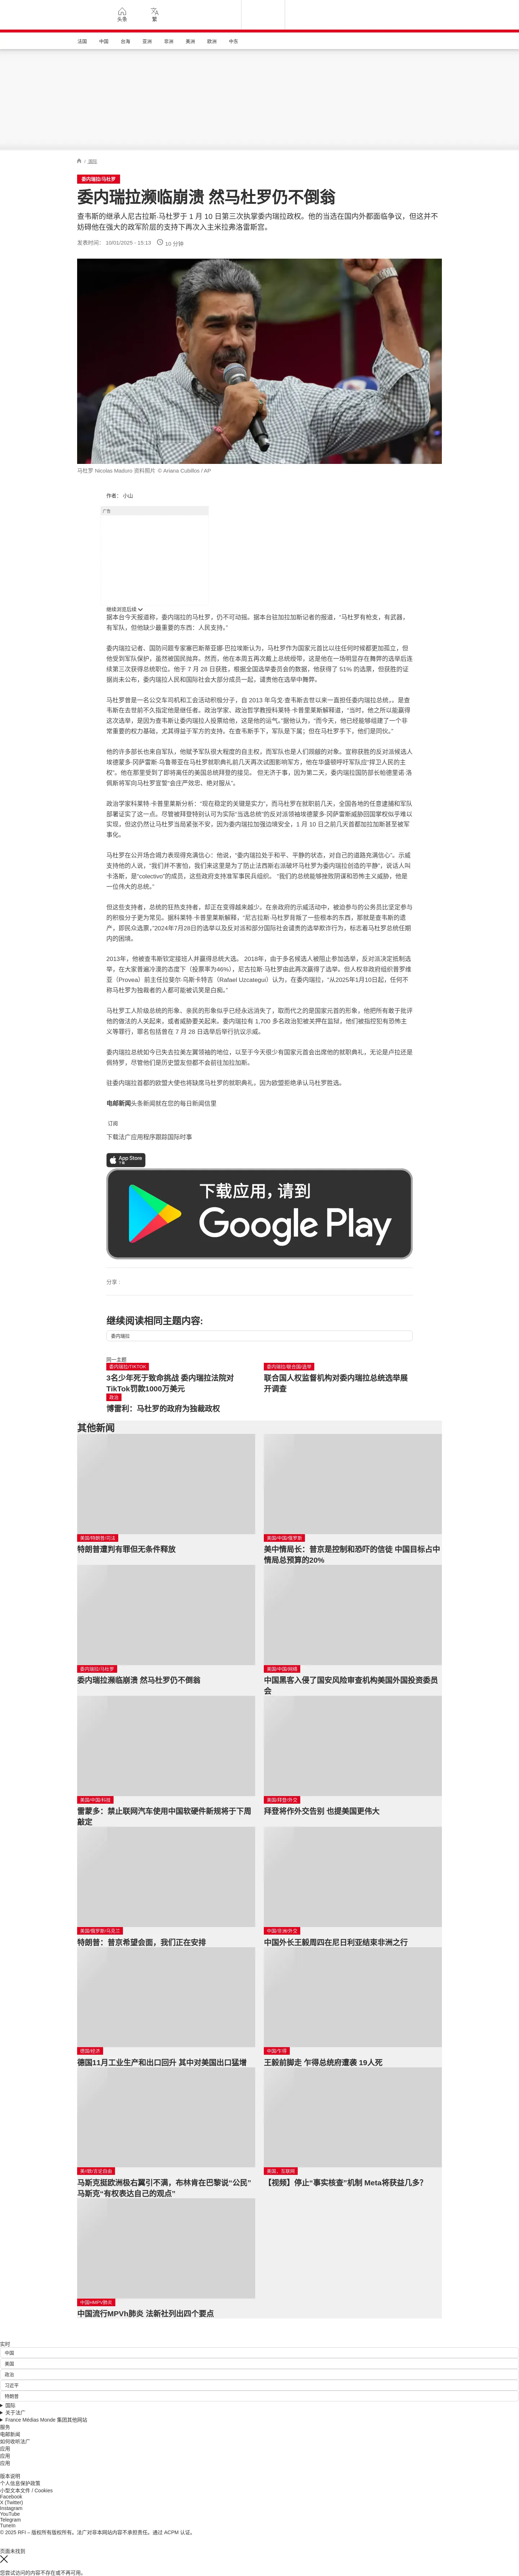 头条
繁
法国
中国
台海
亚洲
非洲
美洲
欧洲
中东
/ 国际
委内瑞拉/马杜罗
委内瑞拉濒临崩溃 然马杜罗仍不倒翁
查韦斯的继承人尼古拉斯·马杜罗于 1 月 10 日第三次执掌委内瑞拉政权。他的当选在国内外都面临争议，但这并不
妨碍他在强大的政军阶层的支持下再次入主米拉弗洛雷斯宫。
发表时间： 10/01/2025 - 15:13 10 分钟
马杜罗 Nicolas Maduro 资料照片 © Ariana Cubillos / AP
作者： 小山
广告
继续浏览后续
据本台今天报道称，委内瑞拉的马杜罗，仍不可动摇。据本台驻加拉加斯记者的报道，“马杜罗有枪支，有武器，
有军队，但他缺少最重要的东西：人民支持。”
委内瑞拉记者、国防问题专家塞巴斯蒂亚娜·巴拉埃斯认为，马杜罗作为国家元首比以往任何时候都更加孤立，但
他受到军队保护，虽然被国民抛弃。然而，他在本周五再次戴上总统绶带，这是他在一场明显存在舞弊的选举后连
续第三次获得总统职位。他于 7 月 28 日获胜，根据全国选举委员会的数据，他获得了 51% 的选票，但获胜的证
据尚未公布，委内瑞拉人民和国际社会大部分成员一起，谴责他在选举中舞弊。
马杜罗曾是一名公交车司机和工会活动积极分子，自 2013 年乌戈·查韦斯去世以来一直担任委内瑞拉总统，。是查
韦斯在去世前不久指定他是继任者。政治学家、政治哲学教授科莱特·卡普里莱斯解释道，“当时，他之所以能赢得
这次选举，是因为查韦斯让委内瑞拉人投票给他，这是他的运气。”据他认为，“而今天，他已经能够组建了一个非
常重要的权力基础，尤其得益于军方的支持。在查韦斯手下，军队是下属；但在马杜罗手下，他们是同伙。”
他的许多部长也来自军队，他赋予军队很大程度的自主权，而军队也是人们觊觎的对象。宣称获胜的反对派候选人
埃德蒙多·冈萨雷斯·乌鲁蒂亚在马杜罗就职典礼前几天再次试图影响军方，他在华盛顿呼吁军队应“捍卫人民的主
权”。他在那里受到了即将离任的美国总统拜登的接见。 但无济于事，因为第二天，委内瑞拉国防部长帕德里诺·洛
佩斯将军向马杜罗宣誓“会庄严效忠、绝对服从”。
政治学家科莱特·卡普里莱斯分析：“现在稳定的关键是实力”，而马杜罗在就职前几天，全国各地的任意逮捕和军队
部署证实了这一点。尽管被拜登特别认可为实际“当选总统”的反对派领袖埃德蒙多·冈萨雷斯威胁回国掌权似乎难以
实现，但这仍然让马杜罗当局紧张不安，因为委内瑞拉加强边境安全，1 月 10 日之前几天首都加拉加斯甚至被军
事化。
马杜罗在公开场合竭力表现得充满信心：他说，“委内瑞拉处于和平、平静的状态，对自己的道路充满信心”。示威
支持他的人说，“我们并不害怕，我们来这里是为了防止法西斯右派破坏马杜罗为委内瑞拉创造的平静”，说话人叫
卡洛斯，是“colectivo”的成员，这些政府支持准军事民兵组织。 “我们的总统能够挫败阴谋和恐怖主义威胁，他是
一位伟大的总统。”
但这些支持者，总统的狂热支持者，却正在变得越来越少。在亲政府的示威活动中，被迫参与的公务员比坚定参与
的积极分子更为常见。据科莱特·卡普里莱斯解释，“尼古拉斯·马杜罗背叛了一些根本的东西，那就是查韦斯的遗
产，即民众选票，”2024年7月28日的选举以及反对派和部分国际社会谴责的选举欺诈行为，标志着马杜罗总统任期
内的困境。
2013年，他被查韦斯钦定接班人并赢得总统大选。 2018年，由于多名候选人被阻止参加选举，反对派决定抵制选
举，在大家普遍冷漠的态度下（投票率为46%），尼古拉斯·马杜罗由此再次赢得了选举。但人权非政府组织普罗维
亚（Provea）前主任拉斐尔·乌斯卡特吉（Rafael Uzcategui）认为，在委内瑞拉，“从2025年1月10日起，任何不
称马杜罗为独裁者的人都可能被讥笑是白痴。”
马杜罗工人阶级总统的形象、亲民的形象似乎已经永远消失了，取而代之的是国家元首的形象，他把所有敢于批评
他的做法的人关起来，或者威胁要关起来。委内瑞拉有 1,700 多名政治犯被关押在监狱，他们被指控犯有恐怖主
义等罪行，罪名包括曾在 7 月 28 日选举后举行抗议示威。
委内瑞拉总统如今已失去拉美左翼领袖的地位，以至于今天很少有国家元首会出席他的就职典礼，无论是卢拉还是
佩特罗，尽管他们是历史盟友但都不会前往加拉加斯。
驻委内瑞拉首都的欧盟大使也将缺席马杜罗的就职典礼，因为欧盟拒绝承认马杜罗胜选。
电邮新闻头条新闻就在您的每日新闻信里
订阅
下载法广应用程序跟踪国际时事
App Store
下载
下载应用，请到
Google Play
分享 :
继续阅读相同主题内容:
委内瑞拉
同一主题
委内瑞拉/TIKTOK
3名少年死于致命挑战 委内瑞拉法院对
TikTok罚款1000万美元
委内瑞拉/联合国/选举
联合国人权监督机构对委内瑞拉总统选举展
开调查
政治
博雷利：马杜罗的政府为独裁政权
其他新闻
美国/特朗普/司法
特朗普遭判有罪但无条件释放
美国/中国/俄罗斯
美中情局长：普京是控制和恐吓的信徒 中国目标占中
情局总预算的20%
委内瑞拉/马杜罗
委内瑞拉濒临崩溃 然马杜罗仍不倒翁
美国/中国/网络
中国黑客入侵了国安风险审查机构美国外国投资委员
会
美国/中国/科技
雷蒙多：禁止联网汽车使用中国软硬件新规将于下周
敲定
美国/拜登/外交
拜登将作外交告别 也提美国更伟大
美国/俄罗斯/乌克兰
特朗普：普京希望会面，我们正在安排
中国/非洲/外交
中国外长王毅周四在尼日利亚结束非洲之行
德国/经济
德国11月工业生产和出口回升 其中对美国出口猛增
中国/乍得
王毅前脚走 乍得总统府遭袭 19人死
美//欧/言论自由
马斯克挺欧洲极右翼引不满，布林肯在巴黎说“公民”
马斯克“有权表达自己的观点”
美国，互联网
【视频】停止“事实核查”机制 Meta将获益几多？
中国HMPV肺炎
中国流行MPVh肺炎 法新社列出四个要点
实时
中国
美国
政治
习近平
特朗普
国际
关于法广
France Médias Monde 集团其他网站
服务
电邮新闻
如何收听法广
应用
应用
应用
版本说明
个人信息保护政策
小型文本文件 / Cookies
Facebook
X (Twitter)
Instagram
YouTube
Telegram
TuneIn
© 2025 RFI – 版权所有版权所有。法广对非本网站内容不承担责任。通过 ACPM 认证。
页面未找到
您尝试访问的内容不存在或不再可用。